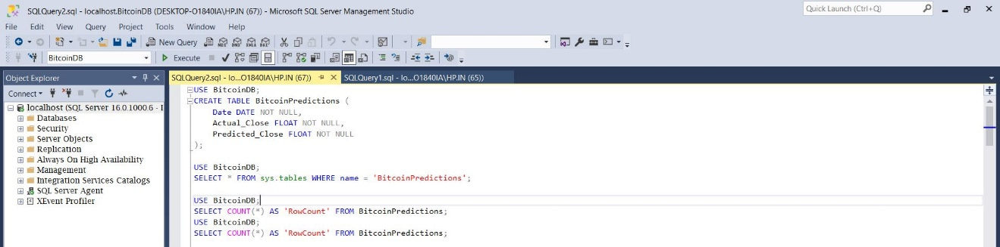 SQLQuery2.sql - localhost.BitcoinDB (DESKTOP-O1840IA\HP.IN (67)) - Microsoft SQL Server Management Studio
Quick Launch (Ctrl+Q)
File Edit View Query Project Tools Window Help
New Query MDX DMX XMLA DAX
BitcoinDB Execute
Object Explorer
SQLQuery2.sql - lo...O1840IA\HP.IN (67)) SQLQuery1.sql - lo...O1840IA\HP.IN (65))
Connect
localhost (SQL Server 16.0.1000.6 - I
Databases
Security
Server Objects
Replication
Always On High Availability
Management
Integration Services Catalogs
SQL Server Agent
XEvent Profiler
USE BitcoinDB;
CREATE TABLE BitcoinPredictions (
Date DATE NOT NULL,
Actual_Close FLOAT NOT NULL,
Predicted_Close FLOAT NOT NULL
);
USE BitcoinDB;
SELECT * FROM sys.tables WHERE name = 'BitcoinPredictions';
USE BitcoinDB;
SELECT COUNT(*) AS 'RowCount' FROM BitcoinPredictions;
USE BitcoinDB;
SELECT COUNT(*) AS 'RowCount' FROM BitcoinPredictions;